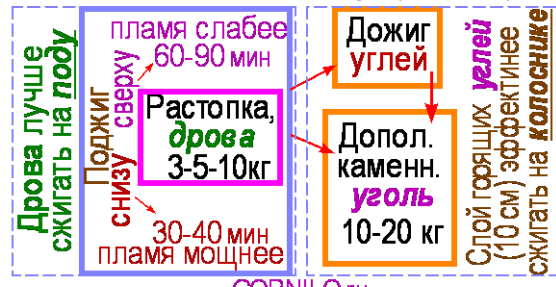 Дрова лучше
сжигать на поду
Поджиг
сверху
снизу
пламя слабее
60-90 мин
Растопка,
дрова
3-5-10кг
30-40 мин
пламя мощнее
Дожиг
углей
Допол.
каменн.
уголь
10-20 кг
Слой горящих углей
(10 см) эффектинее
сжигать на колоснике